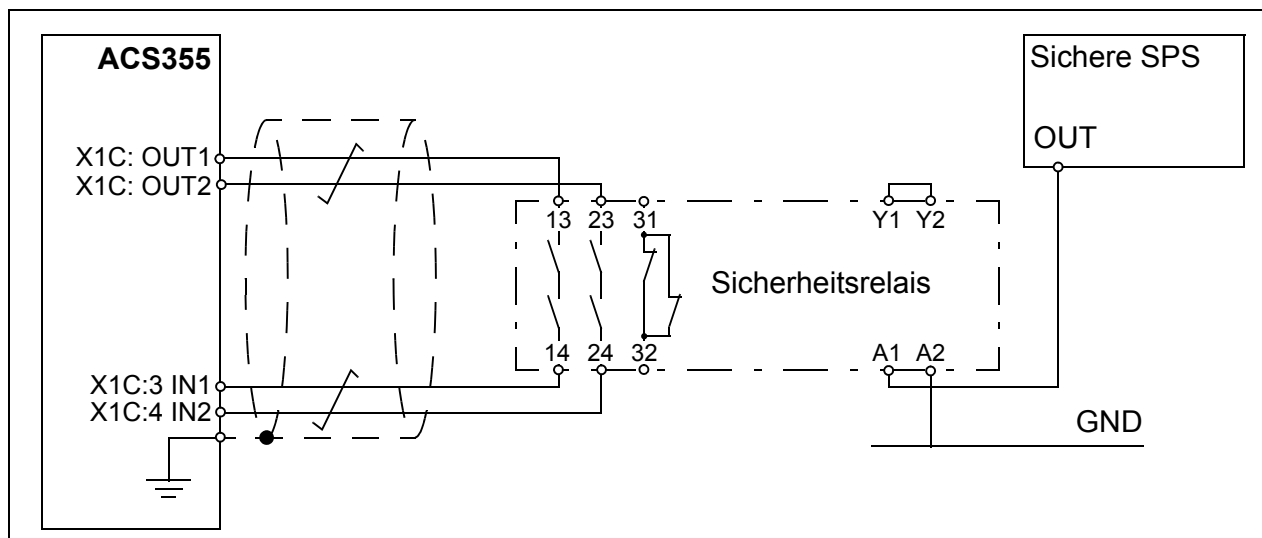 ACS355
Sichere SPS
OUT
X1C: OUT1
X1C: OUT2
13 23 31
Y1 Y2
Sicherheitsrelais
14 24 32
A1 A2
X1C:3 IN1
X1C:4 IN2
GND